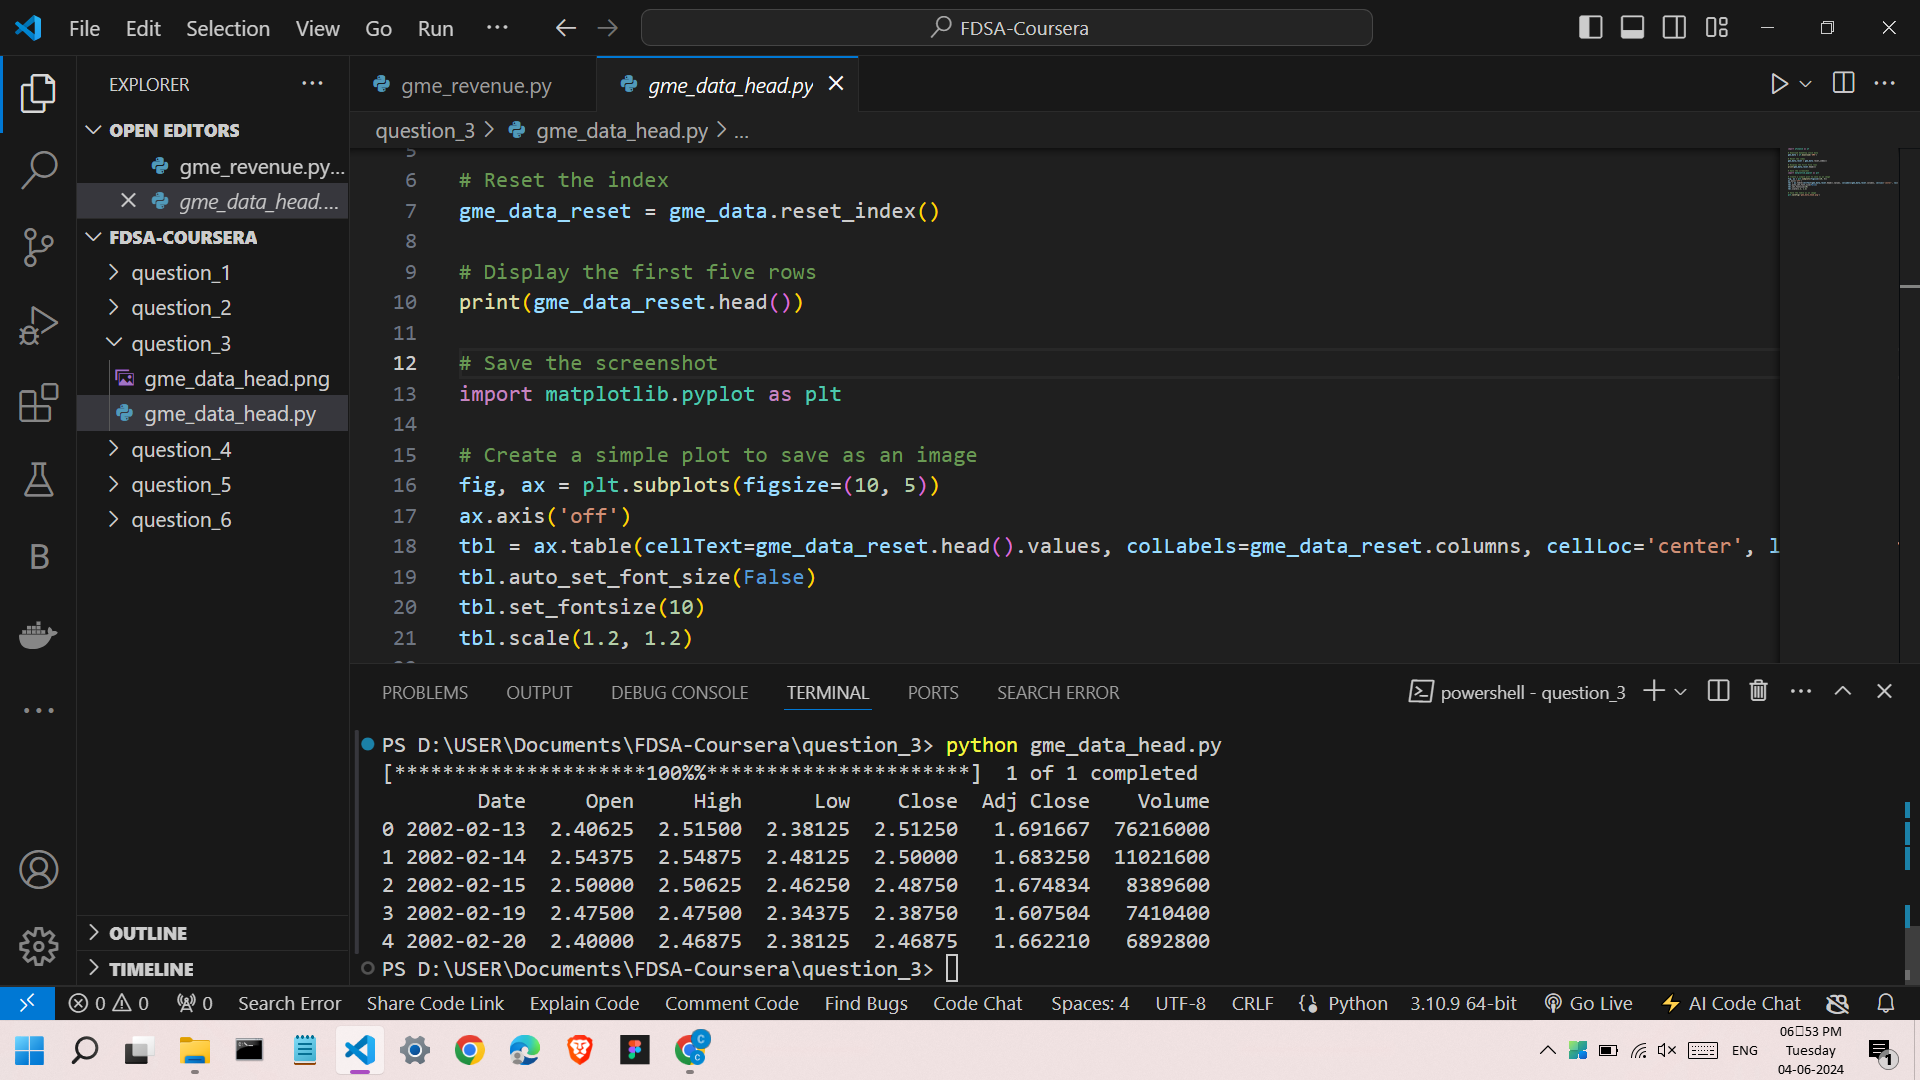 File Edit Selection View Go Run ··· FDSA-Coursera
EXPLORER ···
OPEN EDITORS
gme_revenue.py...
gme_data_head....
FDSA-COURSERA
question_1
question_2
question_3
gme_data_head.png
gme_data_head.py
question_4
question_5
question_6
OUTLINE
TIMELINE
gme_revenue.py gme_data_head.py
question_3 > gme_data_head.py > ...
5
6 # Reset the index
7 gme_data_reset = gme_data.reset_index()
8
9 # Display the first five rows
10 print(gme_data_reset.head())
11
12 # Save the screenshot
13 import matplotlib.pyplot as plt
14
15 # Create a simple plot to save as an image
16 fig, ax = plt.subplots(figsize=(10, 5))
17 ax.axis('off')
18 tbl = ax.table(cellText=gme_data_reset.head().values, colLabels=gme_data_reset.columns, cellLoc='center', l
19 tbl.auto_set_font_size(False)
20 tbl.set_fontsize(10)
21 tbl.scale(1.2, 1.2)
PROBLEMS OUTPUT DEBUG CONSOLE TERMINAL PORTS SEARCH ERROR powershell - question_3
PS D:\USER\Documents\FDSA-Coursera\question_3> python gme_data_head.py
[*********************100%%**********************]  1 of 1 completed
Date Open High Low Close Adj Close Volume
0 2002-02-13 2.40625 2.51500 2.38125 2.51250 1.691667 76216000
1 2002-02-14 2.54375 2.54875 2.48125 2.50000 1.683250 11021600
2 2002-02-15 2.50000 2.50625 2.46250 2.48750 1.674834 8389600
3 2002-02-19 2.47500 2.47500 2.34375 2.38750 1.607504 7410400
4 2002-02-20 2.40000 2.46875 2.38125 2.46875 1.662210 6892800
PS D:\USER\Documents\FDSA-Coursera\question_3>
0 0 0 Search Error Share Code Link Explain Code Comment Code Find Bugs Code Chat Spaces: 4 UTF-8 CRLF {} Python 3.10.9 64-bit Go Live AI Code Chat
ENG
06:53 PM
Tuesday
04-06-2024
1